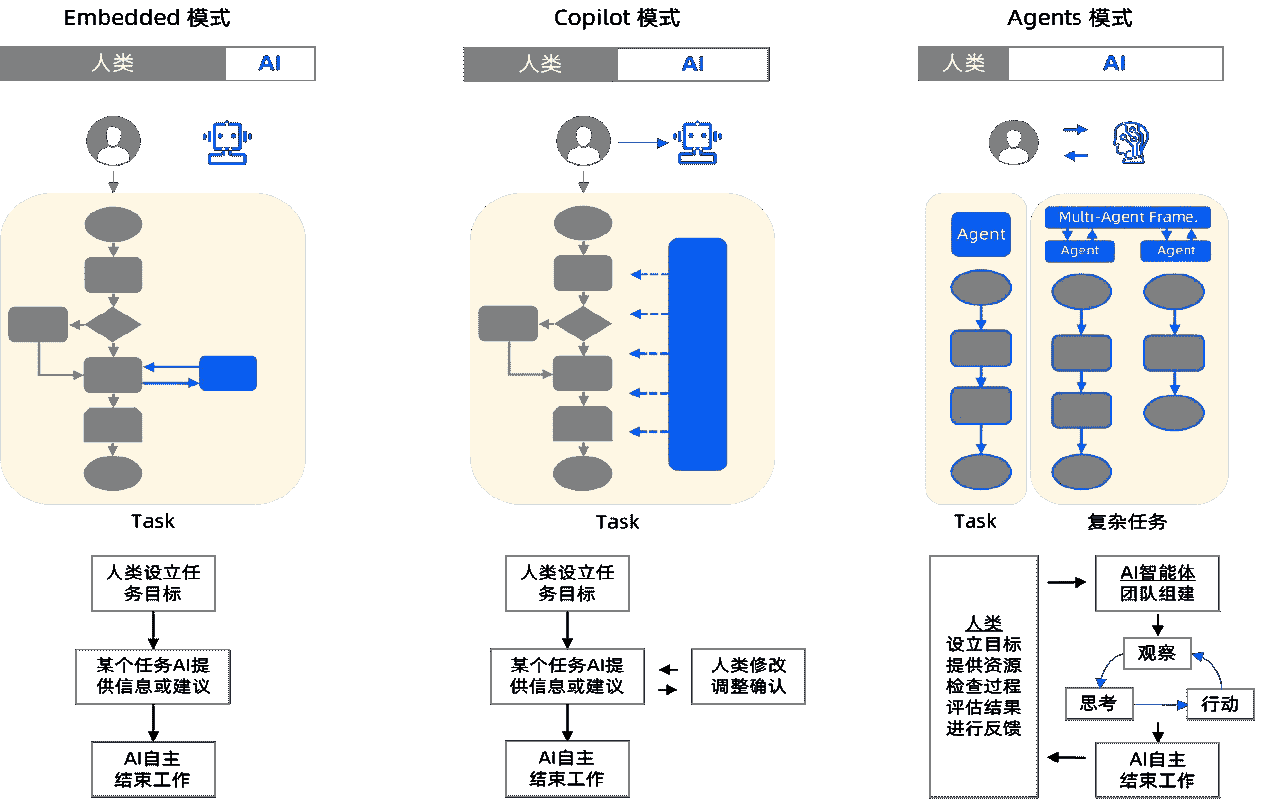 Embedded 模式
人类
AI
Task
人类设立任
务目标
某个任务AI提
供信息或建议
AI自主
结束工作
Copilot 模式
人类
AI
Task
人类设立任
务目标
某个任务AI提
供信息或建议
人类修改
调整确认
AI自主
结束工作
Agents 模式
人类
AI
Agent
Multi-Agent Frame.
Agent
Agent
Task
复杂任务
人类
设立目标
提供资源
检查过程
评估结果
进行反馈
AI智能体
团队组建
观察
思考
行动
AI自主
结束工作